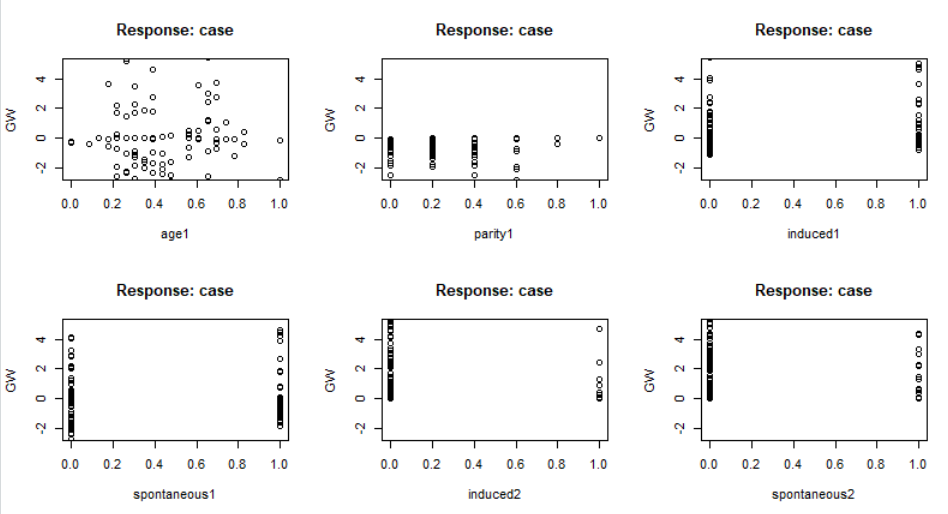 Response: case Response: case Response: case
GW GW GW
4 4 4
2 2 2
0 0 0
-2 -2 -2
0.0 0.2 0.4 0.6 0.8 1.0 0.0 0.2 0.4 0.6 0.8 1.0 0.0 0.2 0.4 0.6 0.8 1.0
age1 parity1 induced1
Response: case Response: case Response: case
GW GW GW
4 4 4
2 2 2
0 0 0
-2 -2 -2
0.0 0.2 0.4 0.6 0.8 1.0 0.0 0.2 0.4 0.6 0.8 1.0 0.0 0.2 0.4 0.6 0.8 1.0
spontaneous1 induced2 spontaneous2